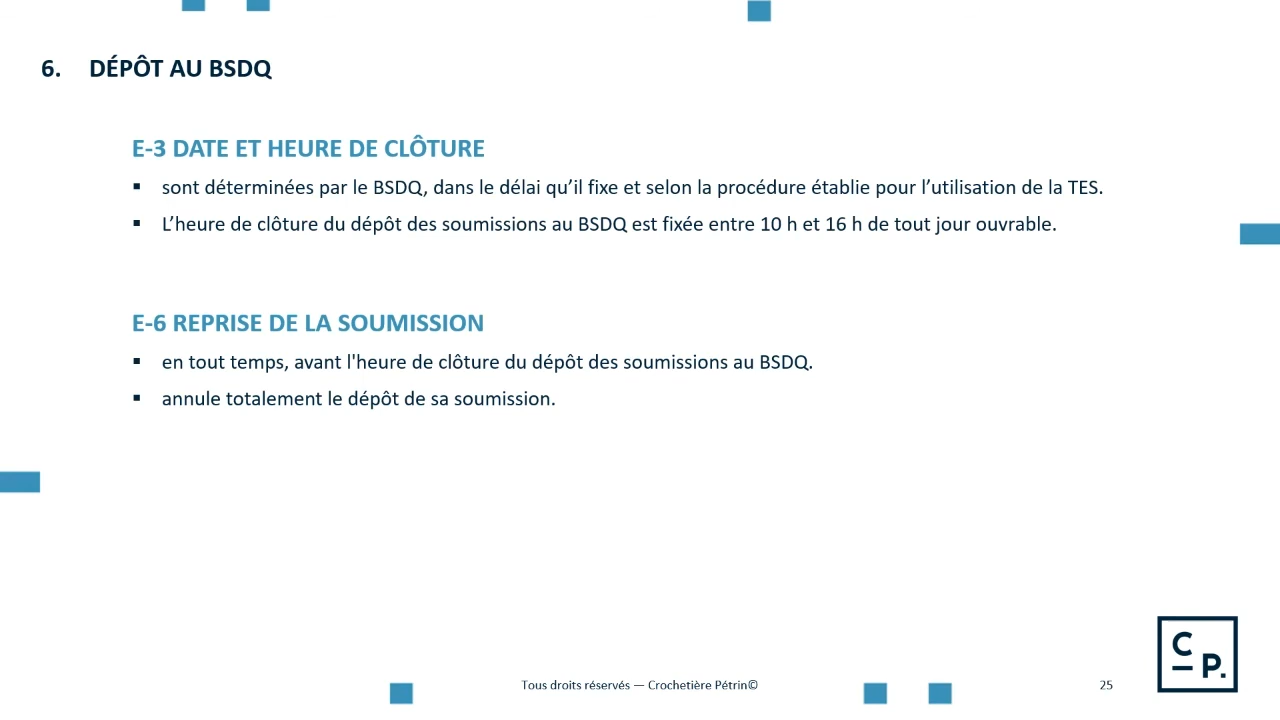 6. DÉPÔT AU BSDQ
E-3 DATE ET HEURE DE CLÔTURE
▪ sont déterminées par le BSDQ, dans le délai qu’il fixe et selon la procédure établie pour l’utilisation de la TES.
▪ L’heure de clôture du dépôt des soumissions au BSDQ est fixée entre 10 h et 16 h de tout jour ouvrable.
E-6 REPRISE DE LA SOUMISSION
▪ en tout temps, avant l'heure de clôture du dépôt des soumissions au BSDQ.
▪ annule totalement le dépôt de sa soumission.
C
P.
Tous droits réservés — Crochetière Pétrin©
25